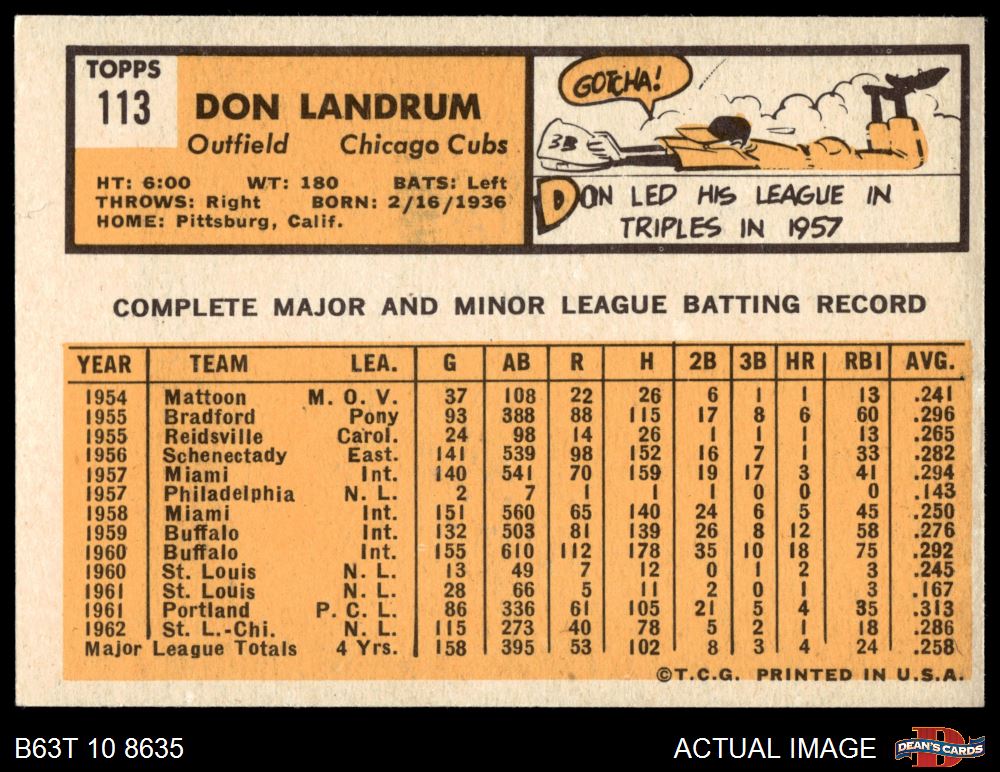 TOPPS
113
DON LANDRUM
Outfield Chicago Cubs
HT: 6:00 WT: 180 BATS: Left
THROWS: Right BORN: 2/16/1936
HOME: Pittsburg, Calif.
GOTCHA!
3B
DON LED HIS LEAGUE IN
TRIPLES IN 1957
COMPLETE MAJOR AND MINOR LEAGUE BATTING RECORD
YEAR TEAM LEA. G AB R H 2B 3B HR RBI AVG.
1954 Mattoon M. O. V. 37 108 22 26 6 1 1 13 .241
1955 Bradford Pony 93 388 88 115 17 8 6 60 .296
1955 Reidsville Carol. 24 98 14 26 1 1 1 13 .265
1956 Schenectady East. 141 539 98 152 16 7 1 33 .282
1957 Miami Int. 140 541 70 159 19 17 3 41 .294
1957 Philadelphia N. L. 2 7 1 1 1 0 0 0 .143
1958 Miami Int. 151 560 65 140 24 6 5 45 .250
1959 Buffalo Int. 132 503 81 139 26 8 12 58 .276
1960 Buffalo Int. 155 610 112 178 35 10 18 75 .292
1960 St. Louis N. L. 13 49 7 12 0 1 2 3 .245
1961 St. Louis N. L. 28 66 5 11 2 0 1 3 .167
1961 Portland P. C. L. 86 336 61 105 21 5 4 35 .313
1962 St. L.-Chi. N. L. 115 273 40 78 5 2 1 18 .286
Major League Totals 4 Yrs. 158 395 53 102 8 3 4 24 .258
©T.C.G. PRINTED IN U.S.A.
B63T 10 8635 ACTUAL IMAGE DEAN'S CARDS